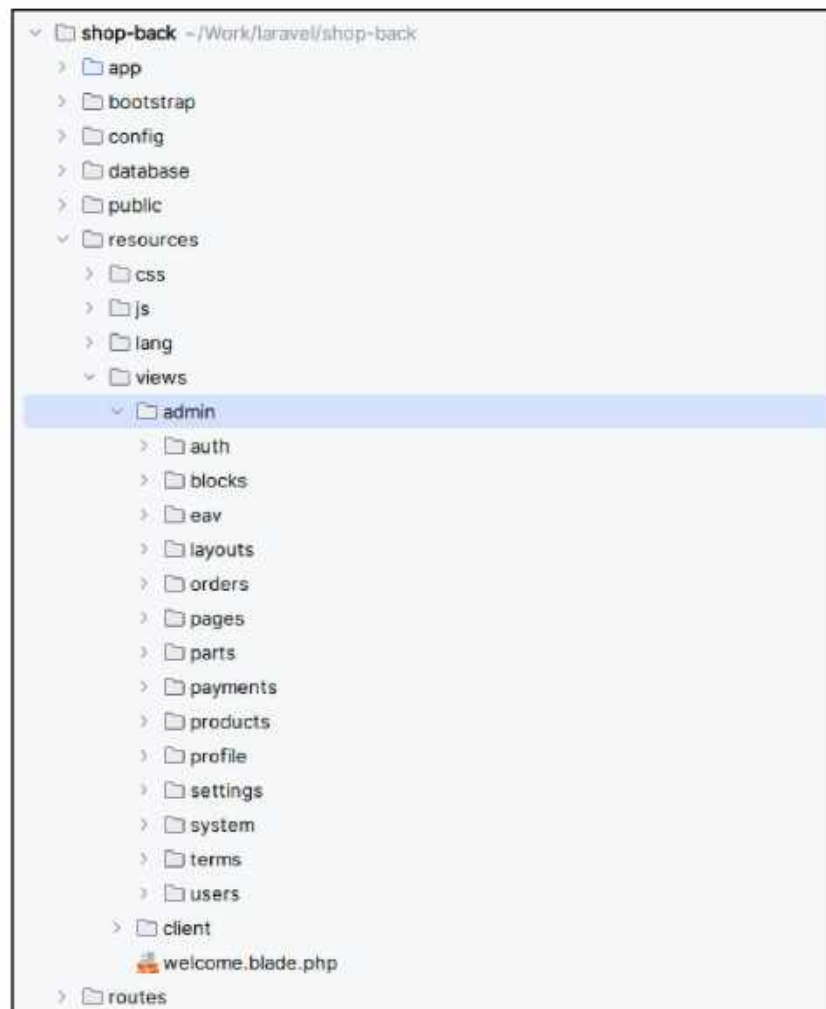 shop-back ~/Work/laravel/shop-back
app
bootstrap
config
database
public
resources
css
js
lang
views
admin
auth
blocks
eav
layouts
orders
pages
parts
payments
products
profile
settings
system
terms
users
client
welcome.blade.php
routes